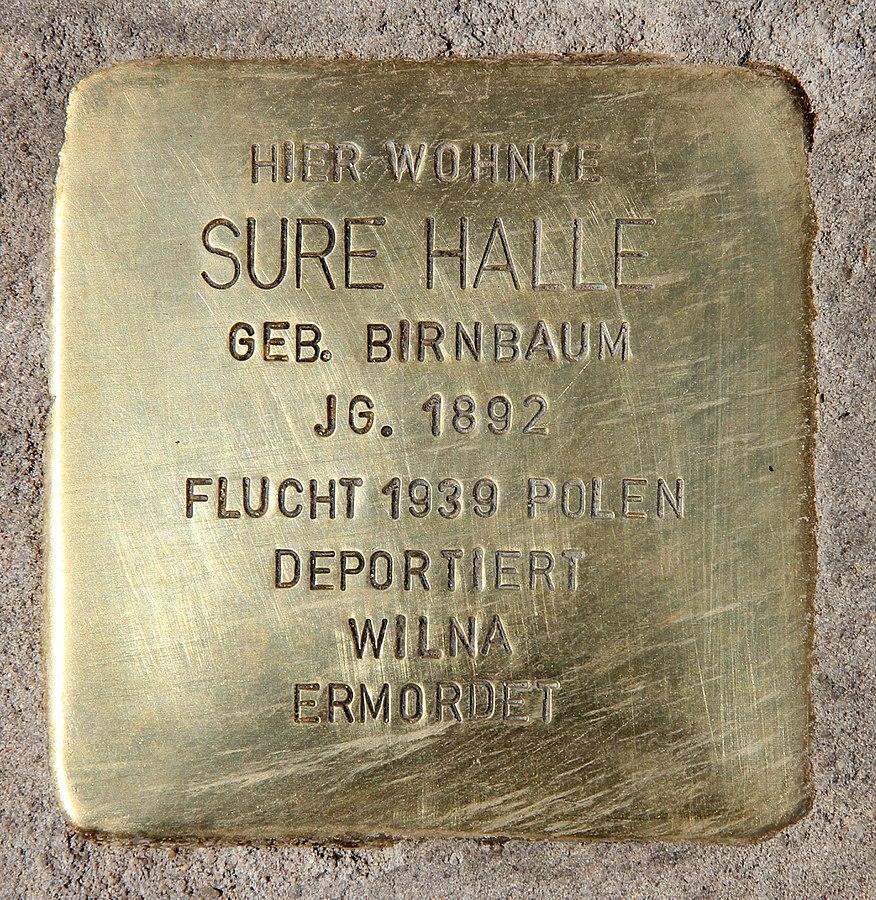 HIER WOHNTE
SURE HALLE
GEB. BIRNBAUM
JG. 1892
FLUCHT 1939 POLEN
DEPORTIERT
WILNA
ERMORDET